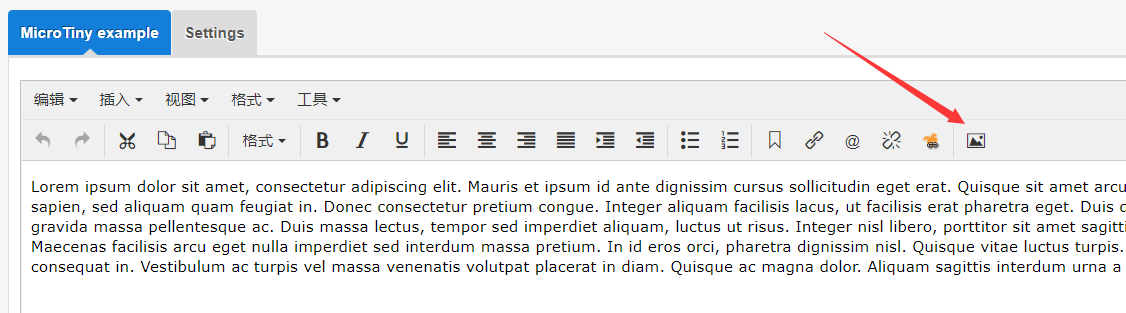 MicroTiny example Settings
编辑 插入 视图 格式 工具
格式 B I U @
Lorem ipsum dolor sit amet, consectetur adipiscing elit. Mauris et ipsum id ante dignissim cursus sollicitudin eget erat. Quisque sit amet arcu
sapien, sed aliquam quam feugiat in. Donec consectetur pretium congue. Integer aliquam facilisis lacus, ut facilisis erat pharetra eget. Duis
gravida massa pellentesque ac. Duis massa lectus, tempor sed imperdiet aliquam, luctus ut risus. Integer nisl libero, porttitor sit amet sagitti
Maecenas facilisis arcu eget nulla imperdiet sed interdum massa pretium. In id eros orci, pharetra dignissim nisl. Quisque vitae luctus turpis.
consequat in. Vestibulum ac turpis vel massa venenatis volutpat placerat in diam. Quisque ac magna dolor. Aliquam sagittis interdum urna a